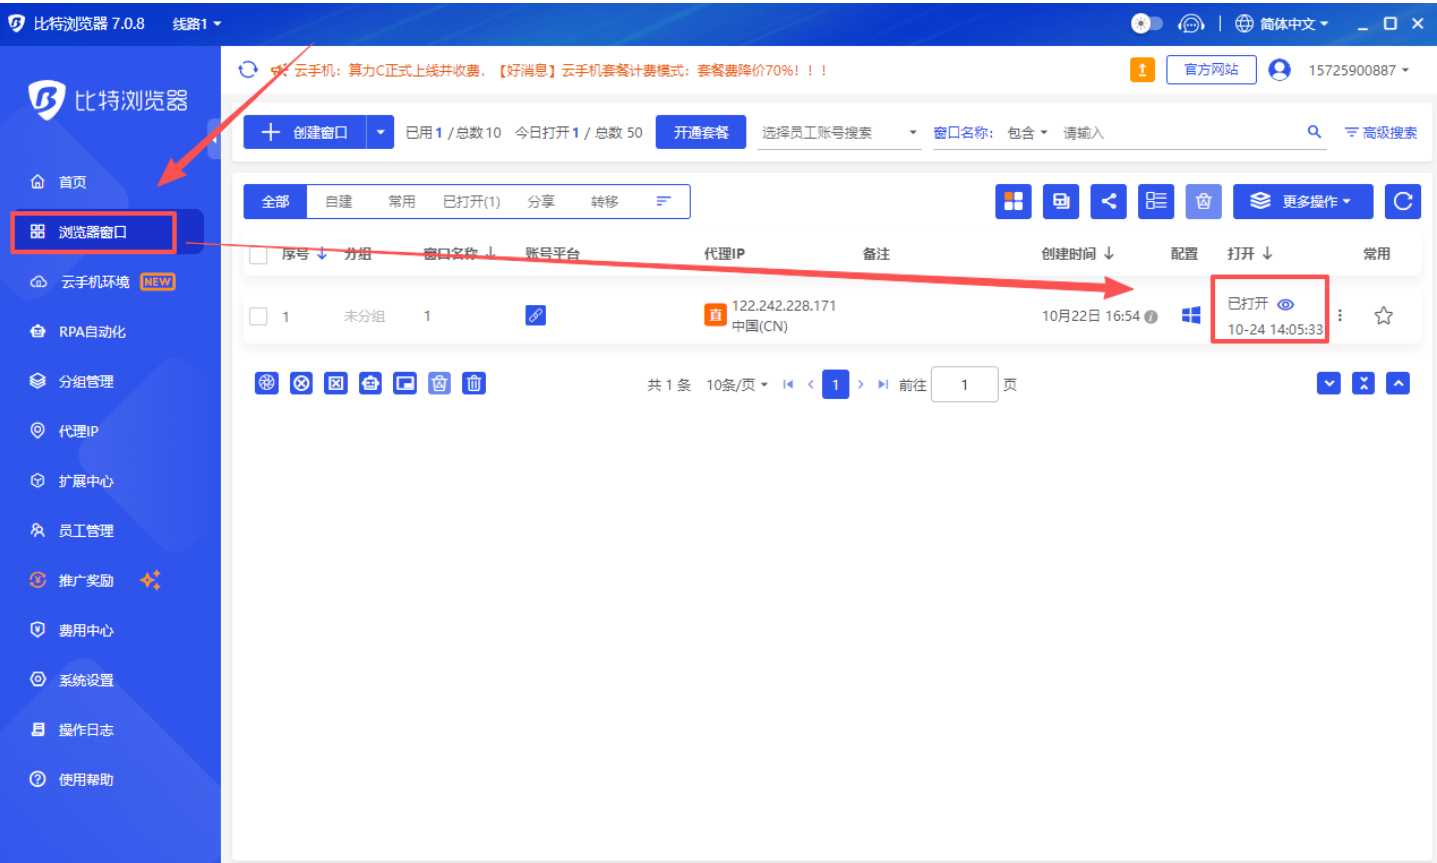 比特浏览器 7.0.8 线路1
简体中文
比特浏览器
云手机：算力C正式上线并收费，【好消息】云手机套餐计费模式：套餐费降价70%！！！
官方网站
15725900887
创建窗口 已用1 /总数10 今日打开1 / 总数 50 开通套餐 选择员工账号搜索 窗口名称： 包含 请输入 高级搜索
首页
浏览器窗口
云手机环境 NEW
RPA自动化
分组管理
代理IP
扩展中心
员工管理
推广奖励
费用中心
系统设置
操作日志
使用帮助
全部 自建 常用 已打开(1) 分享 转移
更多操作
序号 分组 窗口名称 账号平台 代理IP 备注 创建时间 配置 打开 常用
1 未分组 1 直 122.242.228.171 10月22日 16:54 已打开
中国(CN) 10-24 14:05:33
共 1 条 10条/页 1 前往 1 页